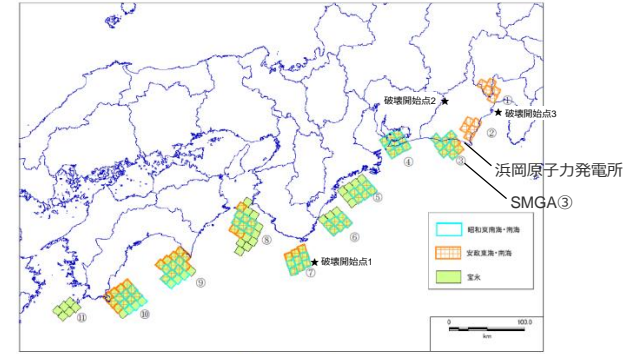 ①
破壊開始点2
破壊開始点3
②
浜岡原子力発電所
④
③
SMGA③
⑤
昭和東南海・南海
⑥
⑧
安政東海・南海
破壊開始点1
⑦
宝永
⑨
⑪
⑩
0 100.0
km